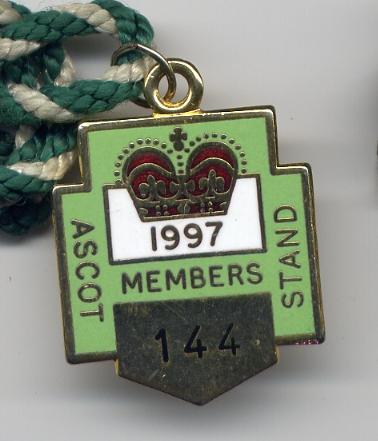 1997
ASCOT
MEMBERS
STAND
144